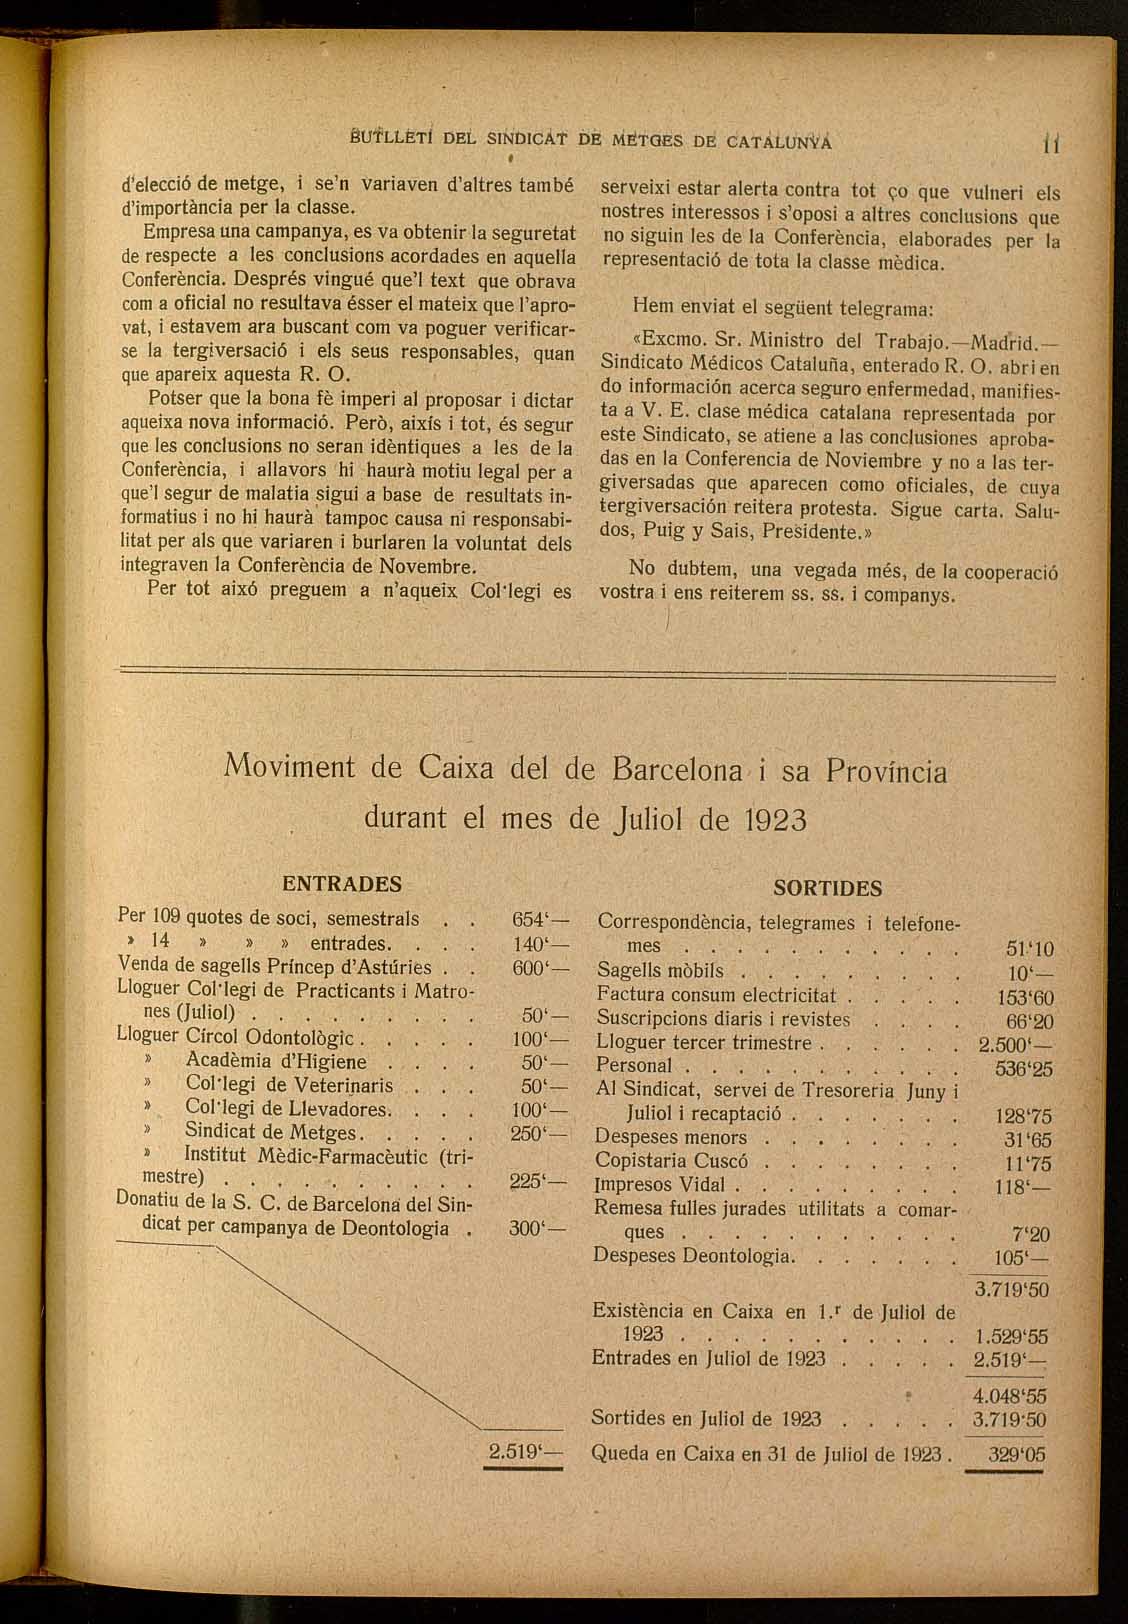 BUTLLETÍ DEL SINDICAT DE METGES DE CATALUNYA
11
d'elecció de metge, i se'n variaven d'altres també
d'importància per la classe.
Empresa una campanya, es va obtenir la seguretat
de respecte a les conclusions acordades en aquella
Conferència. Després vingué que'l text que obrava
com a oficial no resultava ésser el mateix que l'apro-
vat, i estavem ara buscant com va poguer verificar-
se la tergiversació i els seus responsables, quan
que apareix aquesta R. O.
Potser que la bona fè imperi al proposar i dictar
aqueixa nova informació. Però, aixís i tot, és segur
que les conclusions no seran idèntiques a les de la
Conferència, i allavors hi haurà motiu legal per a
que'l segur de malatia sigui a base de resultats in-
formatius i no hi haurà tampoc causa ni responsabi-
litat per als que variaren i burlaren la voluntat dels
integraven la Conferència de Novembre.
Per tot aixó preguem a n'aqueix Col·legi es
serveixi estar alerta contra tot ço que vulneri els
nostres interessos i s'oposi a altres conclusions que
no siguin les de la Conferència, elaborades per la
representació de tota la classe mèdica.
Hem enviat el següent telegrama:
«Excmo. Sr. Ministro del Trabajo.—Madrid.—
Sindicato Médicos Cataluña, enterado R. O. abrien
do información acerca seguro enfermedad, manifies-
ta a V. E. clase médica catalana representada por
este Sindicato, se atiene a las conclusiones aproba-
das en la Conferencia de Noviembre y no a las ter-
giversadas que aparecen como oficiales, de cuya
tergiversación reitera protesta. Sigue carta. Salu-
dos, Puig y Sais, Presidente.»
No dubtem, una vegada més, de la cooperació
vostra i ens reiterem ss. ss. i companys.
Moviment de Caixa del de Barcelona i sa Província
durant el mes de Juliol de 1923
ENTRADES
Per 109 quotes de soci, semestrals . . 654‘—
» 14 » » » entrades. . . . 140‘—
Venda de sagells Príncep d'Astúries . . 600‘—
Lloguer Col·legi de Practicants i Matro-
nes (Juliol) . . . . . . . . . 50‘—
Lloguer Círcol Odontològic . . . . . 100‘—
» Acadèmia d'Higiene . . . . 50‘—
» Col·legi de Veterinaris . . . 50‘—
» Col·legi de Llevadores. . . . 100‘—
» Sindicat de Metges. . . . . 250‘—
» Institut Mèdic-Farmacèutic (tri-
mestre) . . . . . . . . . . 225‘—
Donatiu de la S. C. de Barcelona del Sin-
dicat per campanya de Deontologia . 300‘—
2.519‘—
SORTIDES
Correspondència, telegrames i telefone-
mes . . . . . . . . . . . 51‘10
Sagells mòbils . . . . . . . . . 10‘—
Factura consum electricitat . . . . . 153‘60
Suscripcions diaris i revistes . . . . 66‘20
Lloguer tercer trimestre . . . . . . 2.500‘—
Personal . . . . . . . . . . . 536‘25
Al Sindicat, servei de Tresoreria Juny i
Juliol i recaptació . . . . . . . 128‘75
Despeses menors . . . . . . . . 31‘65
Copistaria Cuscó . . . . . . . . 11‘75
Impresos Vidal . . . . . . . . . 118‘—
Remesa fulles jurades utilitats a comar-
ques . . . . . . . . . . . 7‘20
Despeses Deontologia. . . . . . . 105‘—
3.719‘50
Existència en Caixa en 1.r de Juliol de
1923 . . . . . . . . . . . 1.529‘55
Entrades en Juliol de 1923 . . . . . 2.519‘—
4.048‘55
Sortides en Juliol de 1923 . . . . . 3.719‘50
Queda en Caixa en 31 de Juliol de 1923 . 329‘05